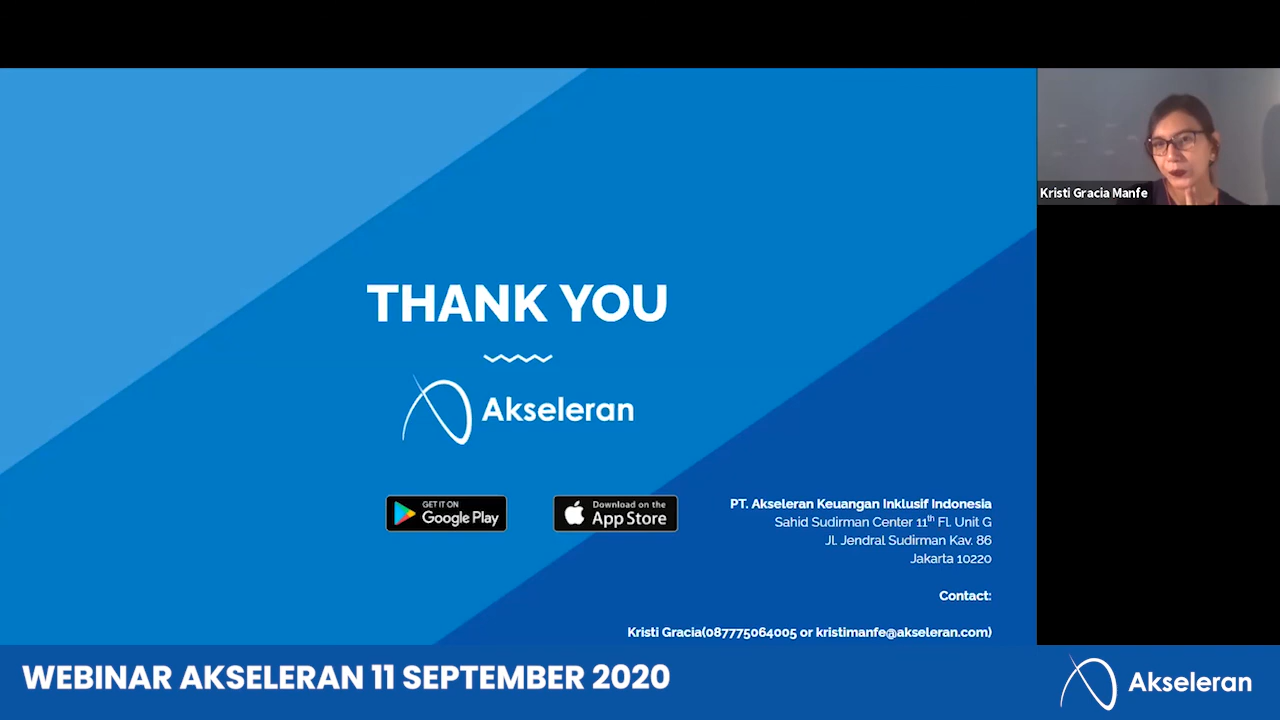 THANK YOU
Akseleran
GET IT ON
Google Play
Download on the
App Store
PT. Akseleran Keuangan Inklusif Indonesia
Sahid Sudirman Center 11th Fl. Unit G
Jl. Jendral Sudirman Kav. 86
Jakarta 10220
Contact:
Kristi Gracia(087775064005 or kristimanfe@akseleran.com)
Kristi Gracia Manfe
WEBINAR AKSELERAN 11 SEPTEMBER 2020
Akseleran